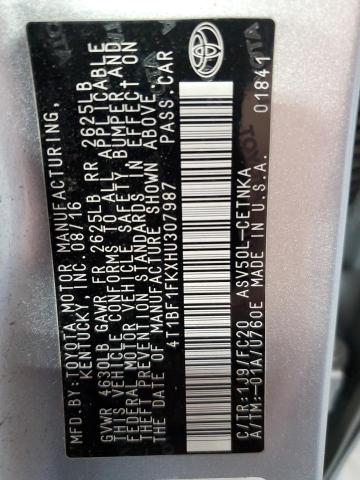 MFD.BY:TOYOTA MOTOR MANUFACTURING,
KENTUCKY, INC. 08/16
GVWR 4630LB GAWR FR 2625LB RR 2625LB
THIS VEHICLE CONFORMS TO ALL APPLICABLE
FEDERAL MOTOR VEHICLE SAFETY BUMPER,AND
THEFT PREVENTION STANDARDS IN EFFECT ON
THE DATE OF MANUFACTURE SHOWN ABOVE.
4T1BF1FKXHU307987 PASS.CAR
C/TR:1J9/FC20 ASV50L-CETNKA
A/TM:-01A/U760E MADE IN U.S.A.
01841